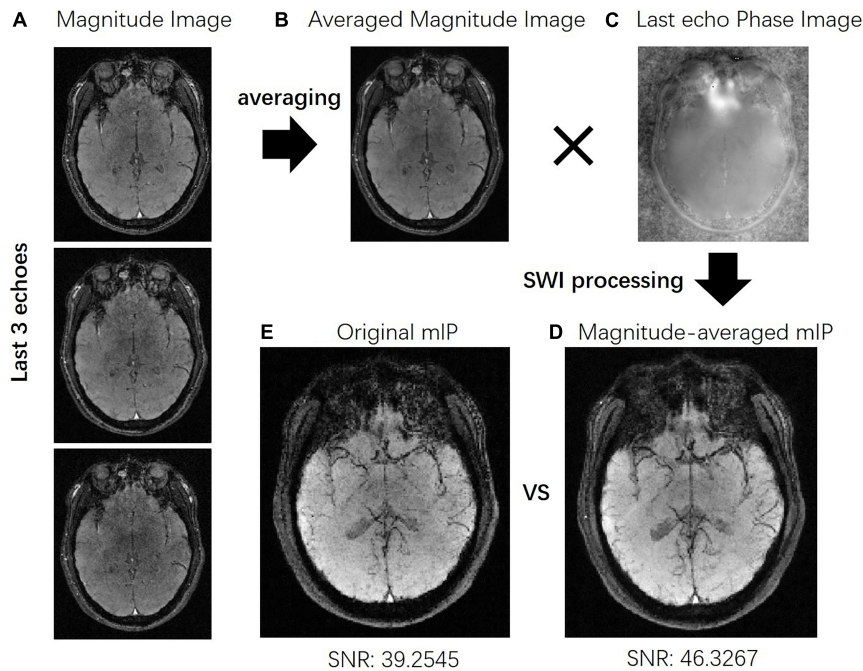 A Magnitude Image
B Averaged Magnitude Image
C Last echo Phase Image
averaging
Last 3 echoes
SWI processing
E Original mIP
D Magnitude-averaged mIP
VS
SNR: 39.2545
SNR: 46.3267